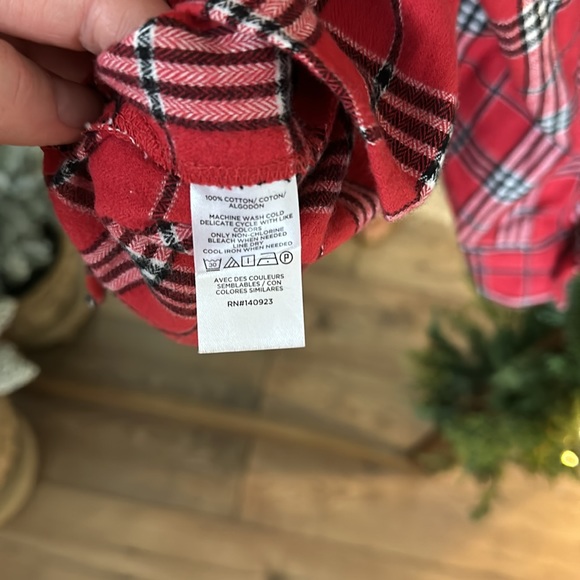 100% COTTON/ COTON/
ALGODÓN
MACHINE WASH COLD
DELICATE CYCLE WITH LIKE
COLORS
ONLY NON-CHLORINE
BLEACH WHEN NEEDED
LINE DRY
COOL IRON WHEN NEEDED
30 P
AVEC DES COULEURS
SEMBLABLES / CON
COLORES SIMILARES
RN#140923